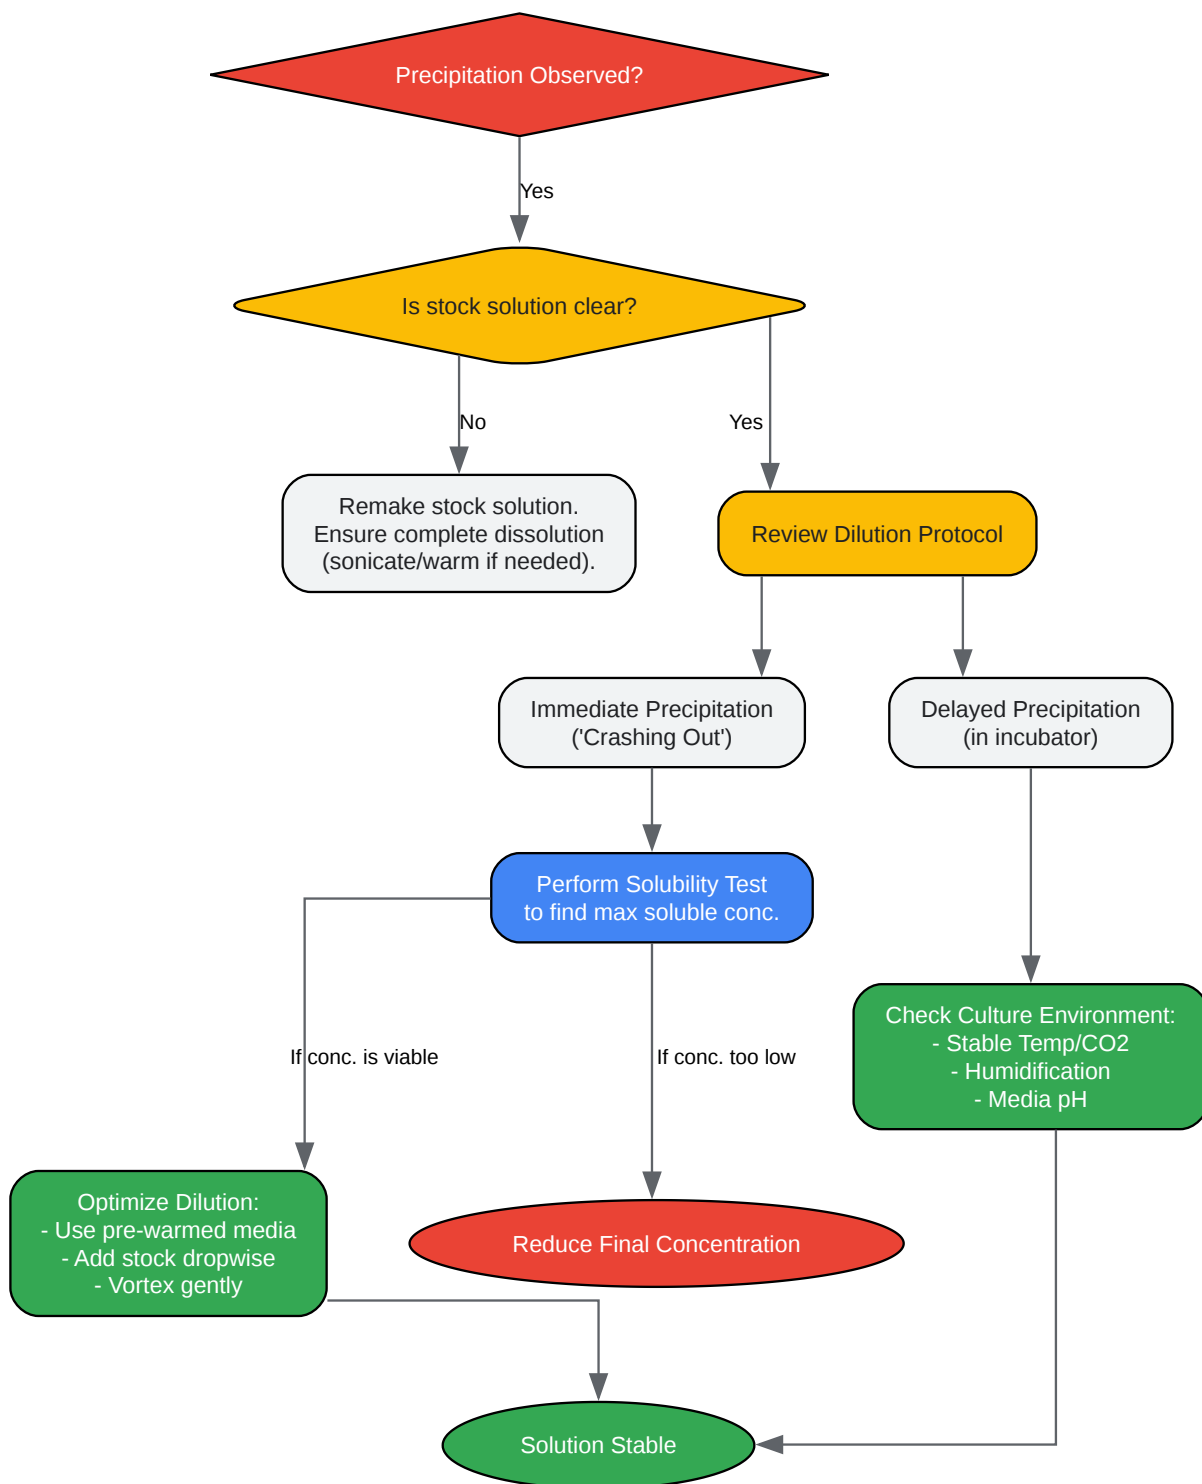 Precipitation Observed?
Yes
Is stock solution clear?
No
Yes
Remake stock solution.
Ensure complete dissolution
(sonicate/warm if needed).
Review Dilution Protocol
Immediate Precipitation
('Crashing Out')
Delayed Precipitation
(in incubator)
Perform Solubility Test
to find max soluble conc.
Check Culture Environment:
- Stable Temp/CO2
- Humidification
- Media pH
If conc. is viable
If conc. too low
Optimize Dilution:
- Use pre-warmed media
- Add stock dropwise
- Vortex gently
Reduce Final Concentration
Solution Stable